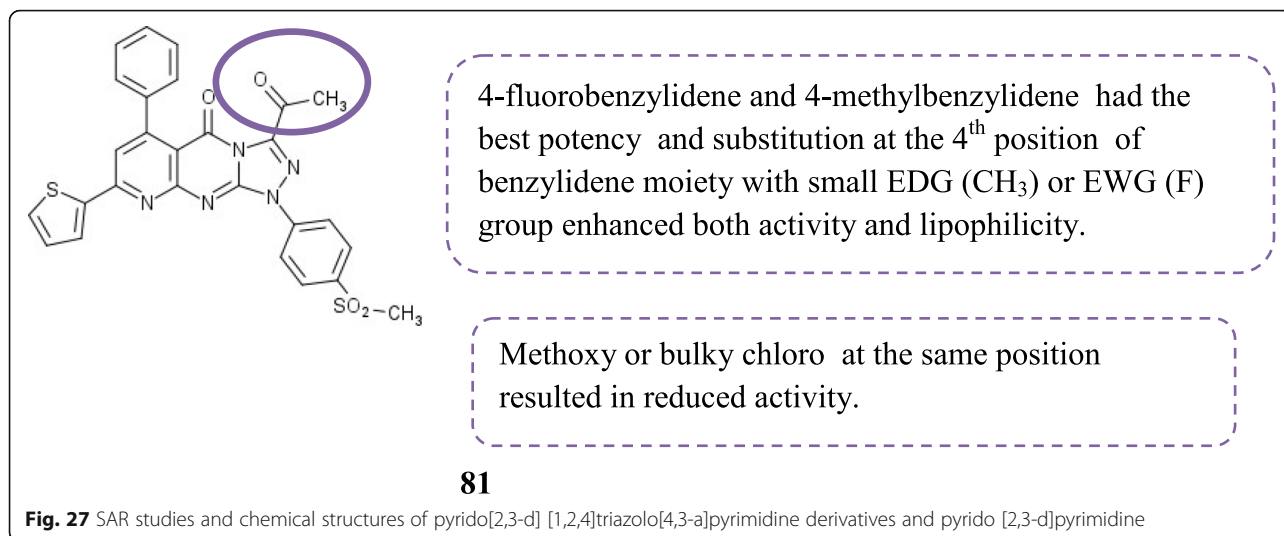 O
CH₃
O
N
N
S
N
N
N
SO₂−CH₃
4-fluorobenzylidene and 4-methylbenzylidene had the
best potency and substitution at the 4th position of
benzylidene moiety with small EDG (CH₃) or EWG (F)
group enhanced both activity and lipophilicity.
Methoxy or bulky chloro at the same position
resulted in reduced activity.
81
Fig. 27 SAR studies and chemical structures of pyrido[2,3-d] [1,2,4]triazolo[4,3-a]pyrimidine derivatives and pyrido [2,3-d]pyrimidine